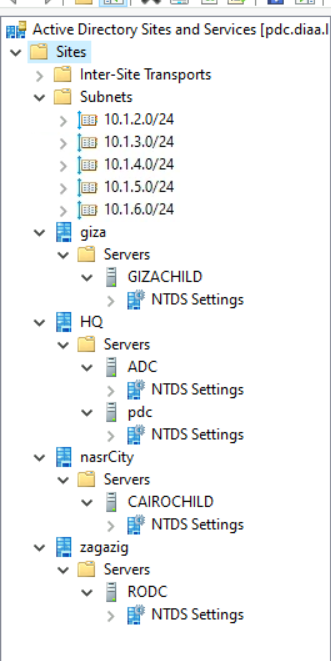 Active Directory Sites and Services [pdc.diaa.l
Sites
Inter-Site Transports
Subnets
10.1.2.0/24
10.1.3.0/24
10.1.4.0/24
10.1.5.0/24
10.1.6.0/24
giza
Servers
GIZACHILD
NTDS Settings
HQ
Servers
ADC
NTDS Settings
pdc
NTDS Settings
nasrCity
Servers
CAIROCHILD
NTDS Settings
zagazig
Servers
RODC
NTDS Settings